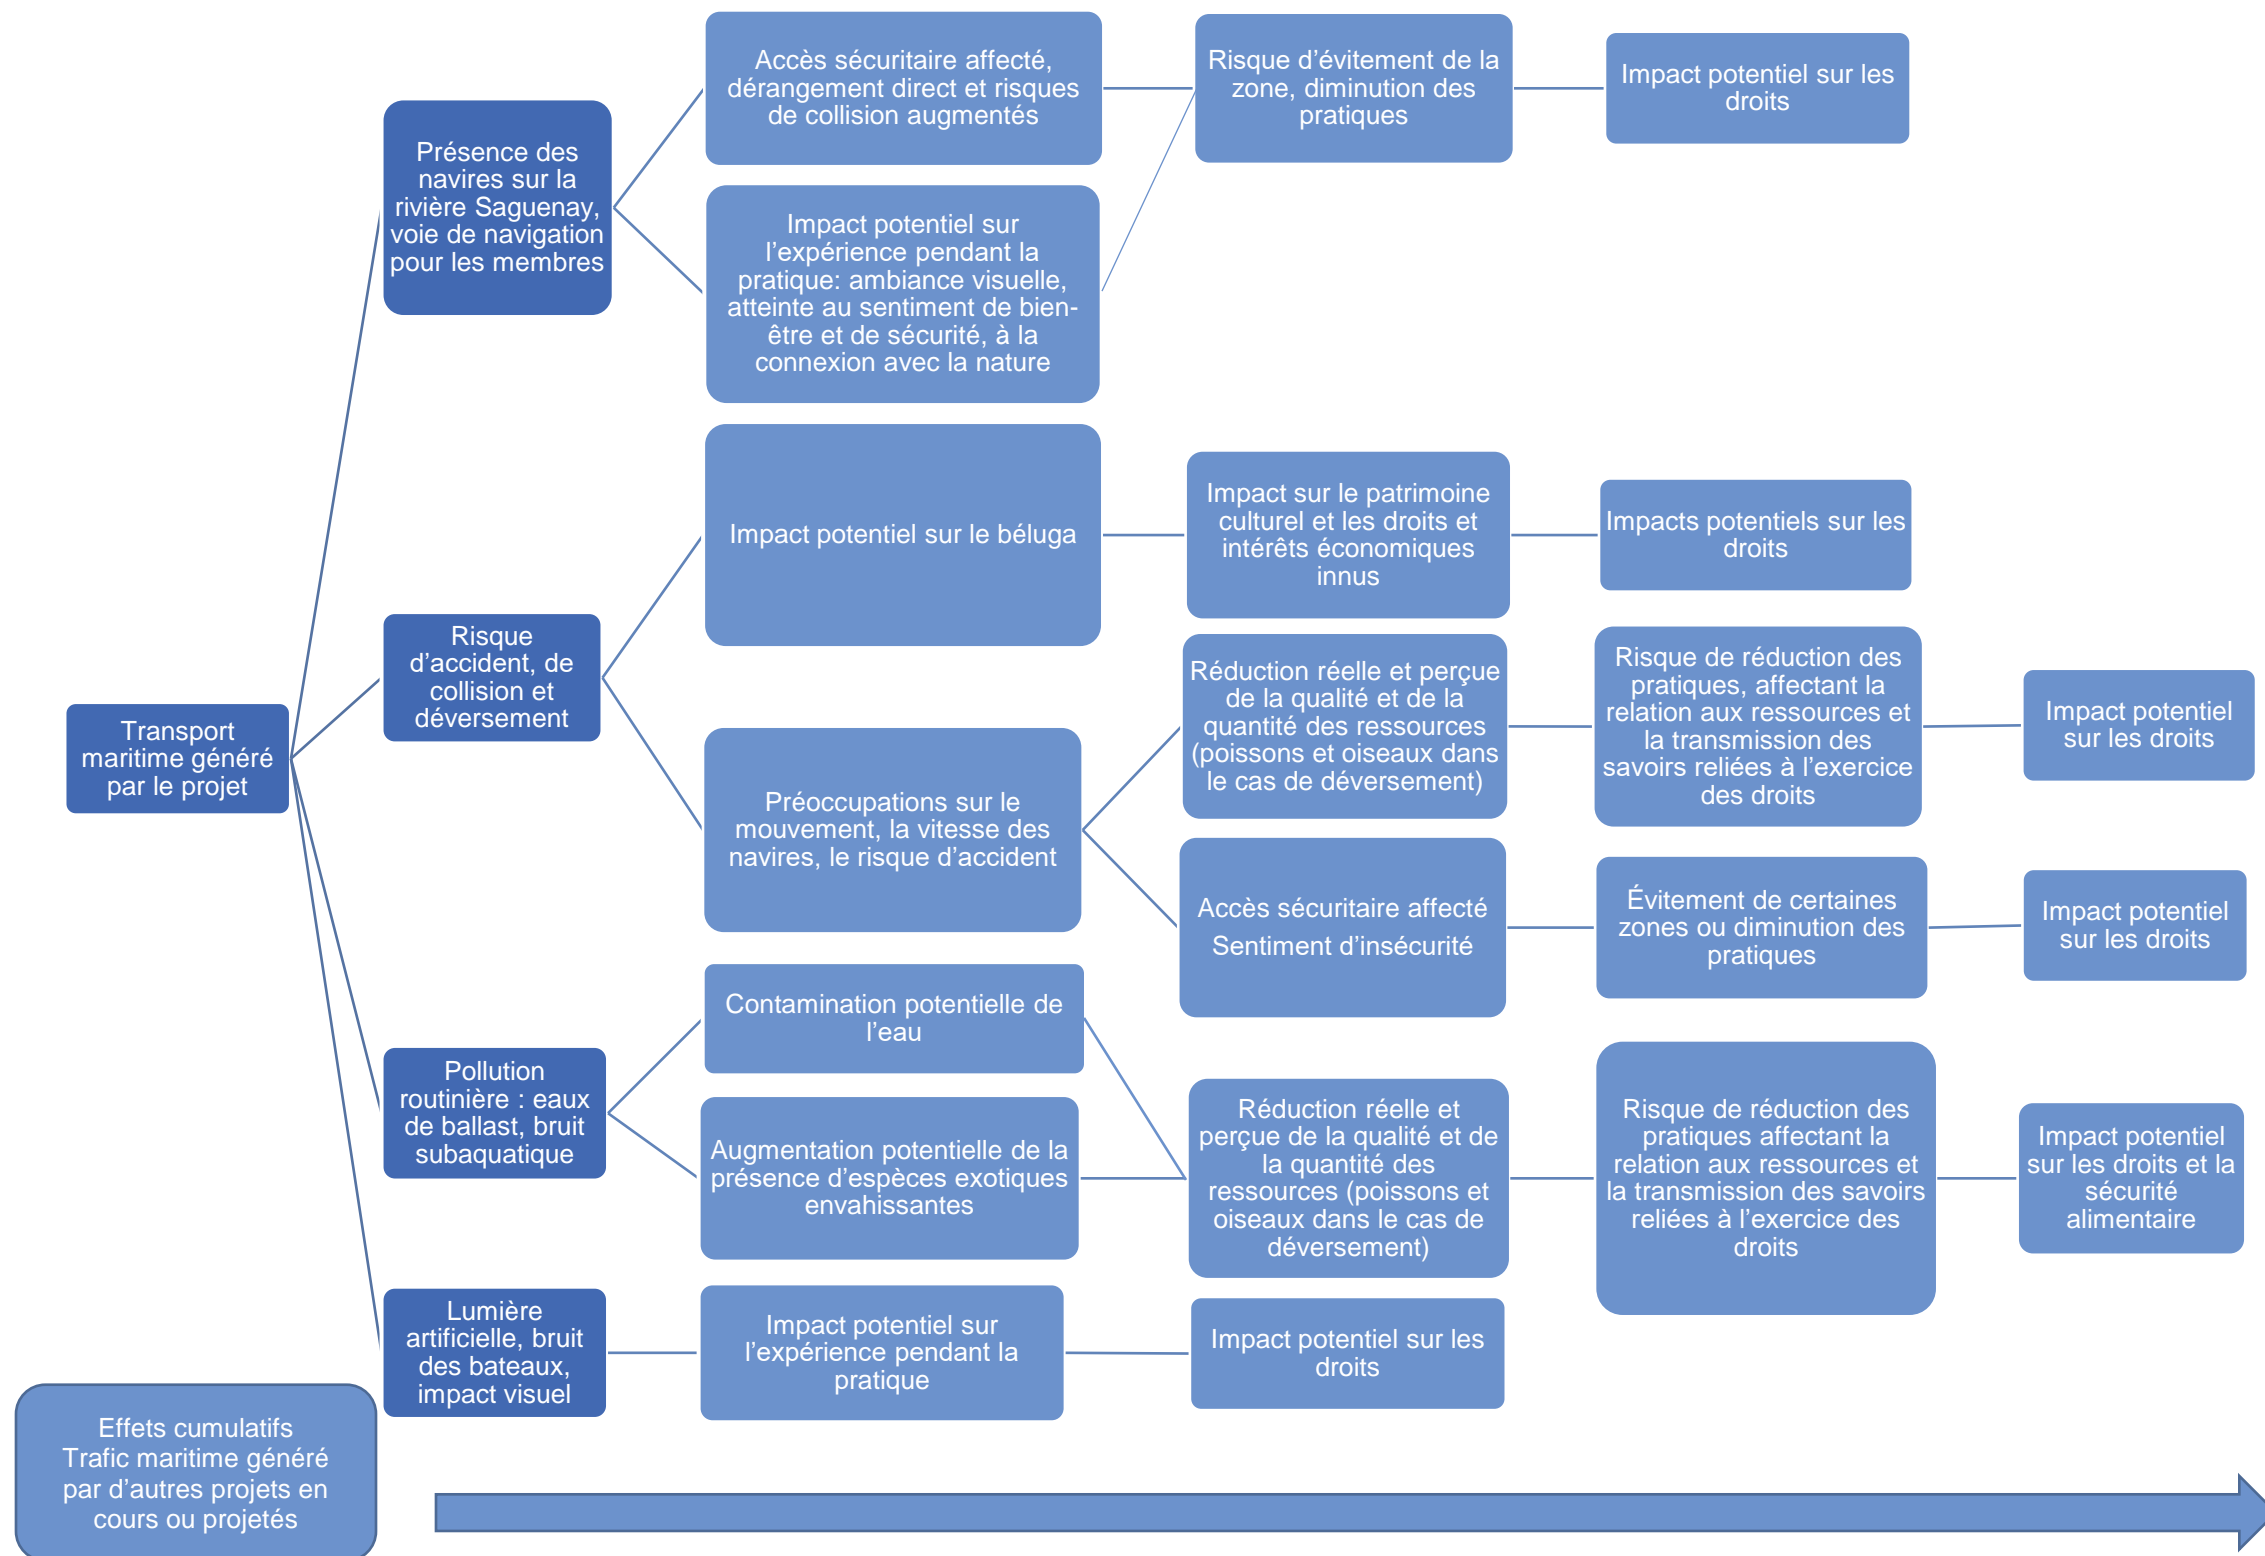 Transport
maritime généré
par le projet
Présence des
navires sur la
rivière Saguenay,
voie de navigation
pour les membres
Accès sécuritaire affecté,
dérangement direct et risques
de collision augmentés
Risque d’évitement de la
zone, diminution des
pratiques
Impact potentiel sur les
droits
Impact potentiel sur
l’expérience pendant la
pratique: ambiance visuelle,
atteinte au sentiment de bien-
être et de sécurité, à la
connexion avec la nature
Risque
d’accident, de
collision et
déversement
Impact potentiel sur le béluga
Impact sur le patrimoine
culturel et les droits et
intérêts économiques
innus
Impacts potentiels sur les
droits
Préoccupations sur le
mouvement, la vitesse des
navires, le risque d’accident
Réduction réelle et perçue
de la qualité et de la
quantité des ressources
(poissons et oiseaux dans
le cas de déversement)
Risque de réduction des
pratiques, affectant la
relation aux ressources et
la transmission des
savoirs reliées à l’exercice
des droits
Impact potentiel
sur les droits
Accès sécuritaire affecté
Sentiment d’insécurité
Évitement de certaines
zones ou diminution des
pratiques
Impact potentiel
sur les droits
Pollution
routinière : eaux
de ballast, bruit
subaquatique
Contamination potentielle de
l’eau
Augmentation potentielle de la
présence d’espèces exotiques
envahissantes
Réduction réelle et
perçue de la qualité et de
la quantité des
ressources (poissons et
oiseaux dans le cas de
déversement)
Risque de réduction des
pratiques affectant la
relation aux ressources et
la transmission des savoirs
reliées à l’exercice des
droits
Impact potentiel
sur les droits et la
sécurité
alimentaire
Lumière
artificielle, bruit
des bateaux,
impact visuel
Impact potentiel sur
l’expérience pendant la
pratique
Impact potentiel sur les
droits
Effets cumulatifs
Trafic maritime généré
par d’autres projets en
cours ou projetés